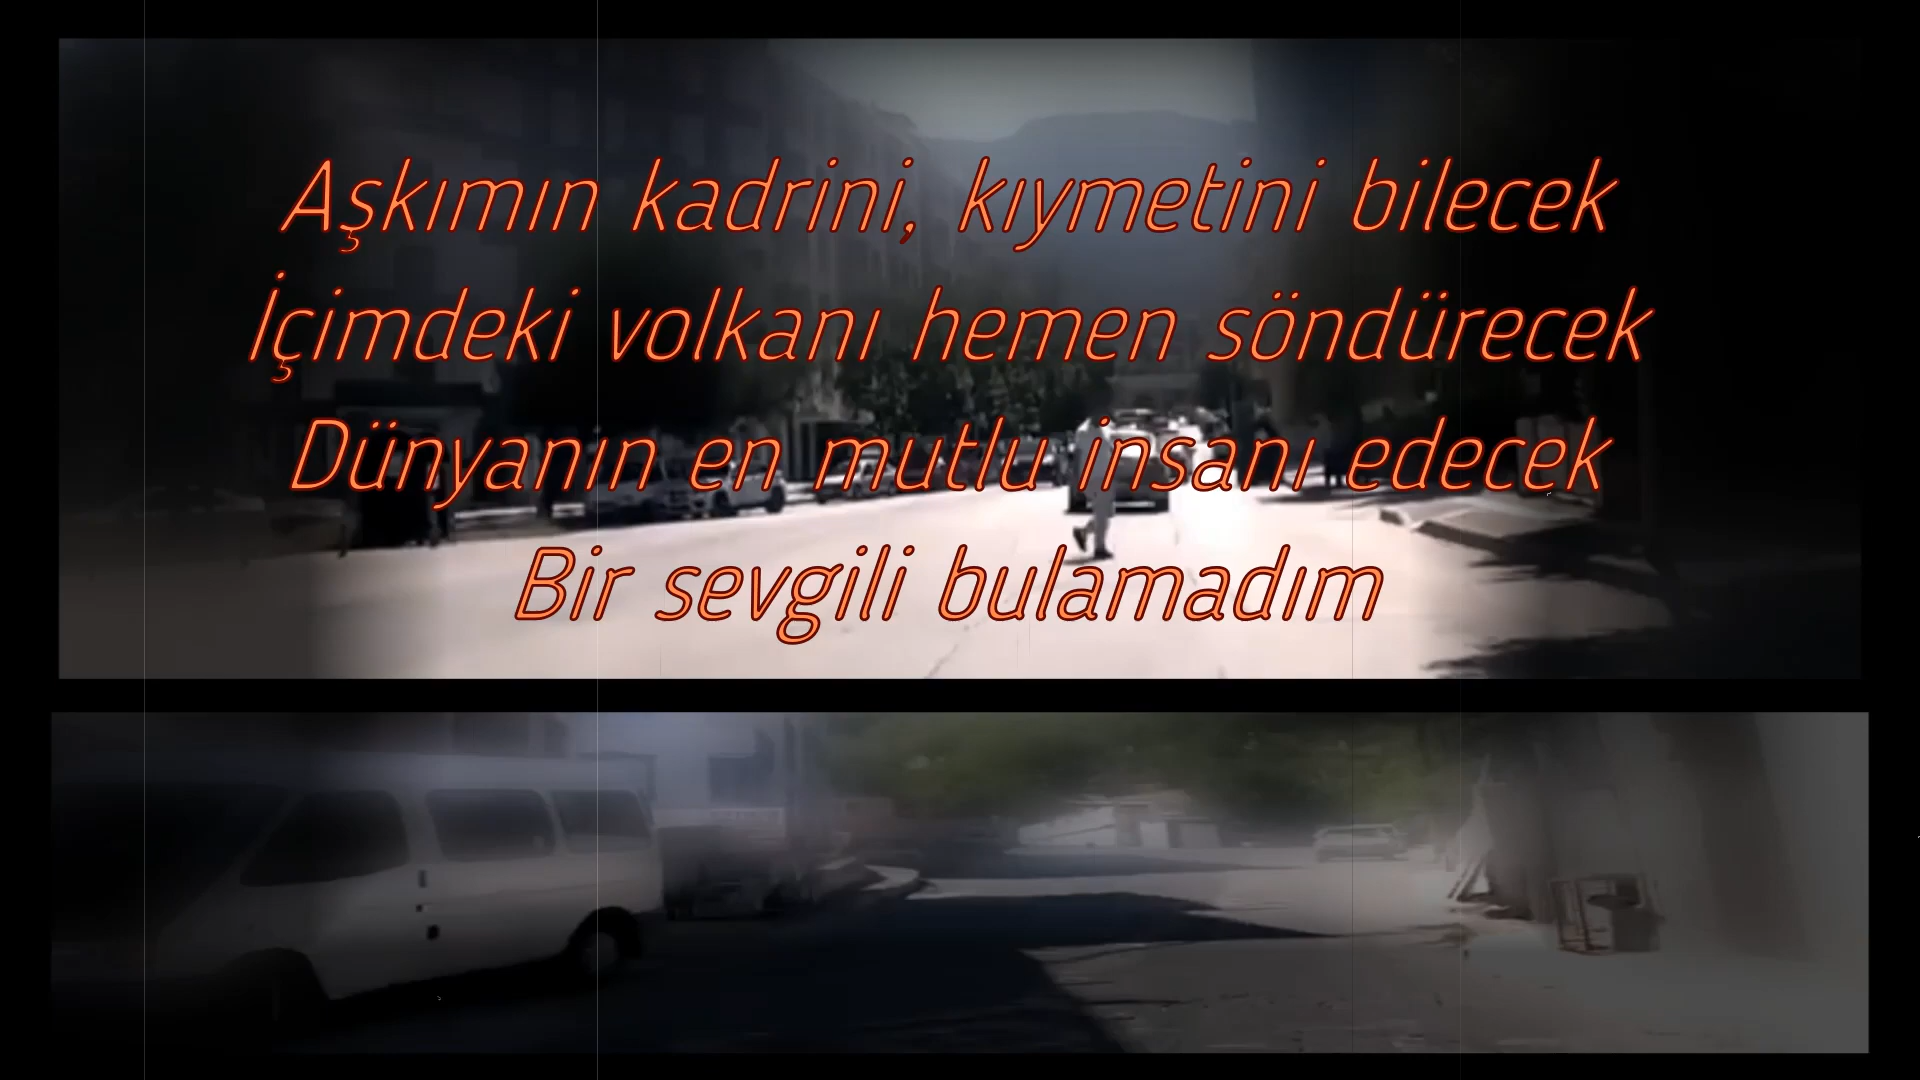 Aşkımın kadrini, kıymetini bilecek
İçimdeki volkanı hemen söndürecek
Dünyanın en mutlu insanı edecek
Bir sevgili bulamadım